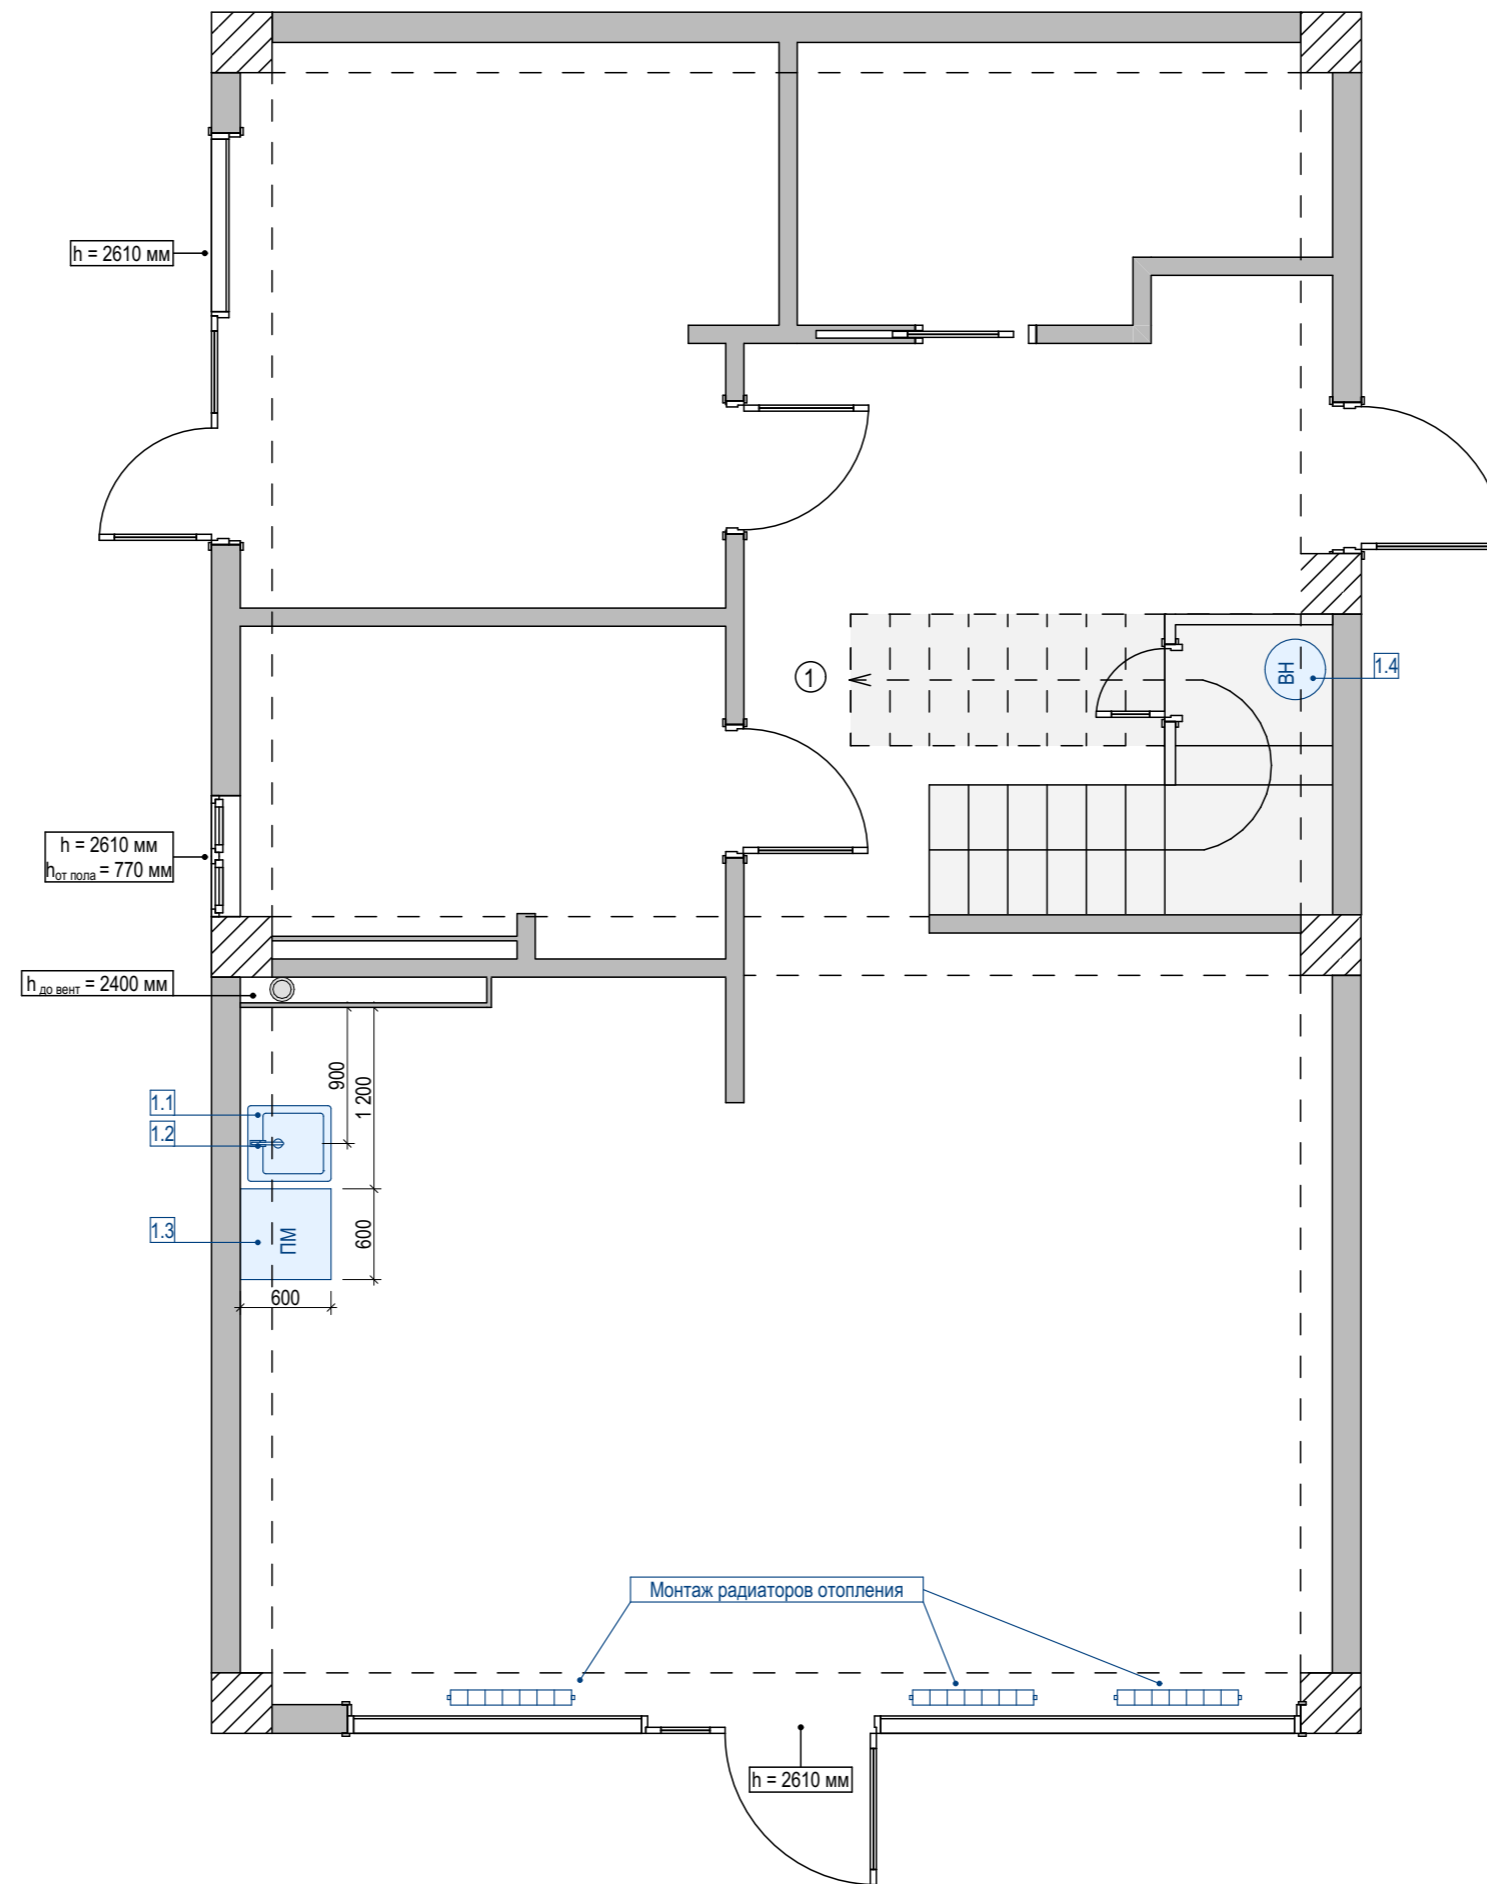 h = 2610 мм
1
ВН
1.4
h = 2610 мм
hот пола = 770 мм
h до вент = 2400 мм
900
1 200
1.1
1.2
1.3
ПМ
600
600
Монтаж радиаторов отопления
h = 2610 мм